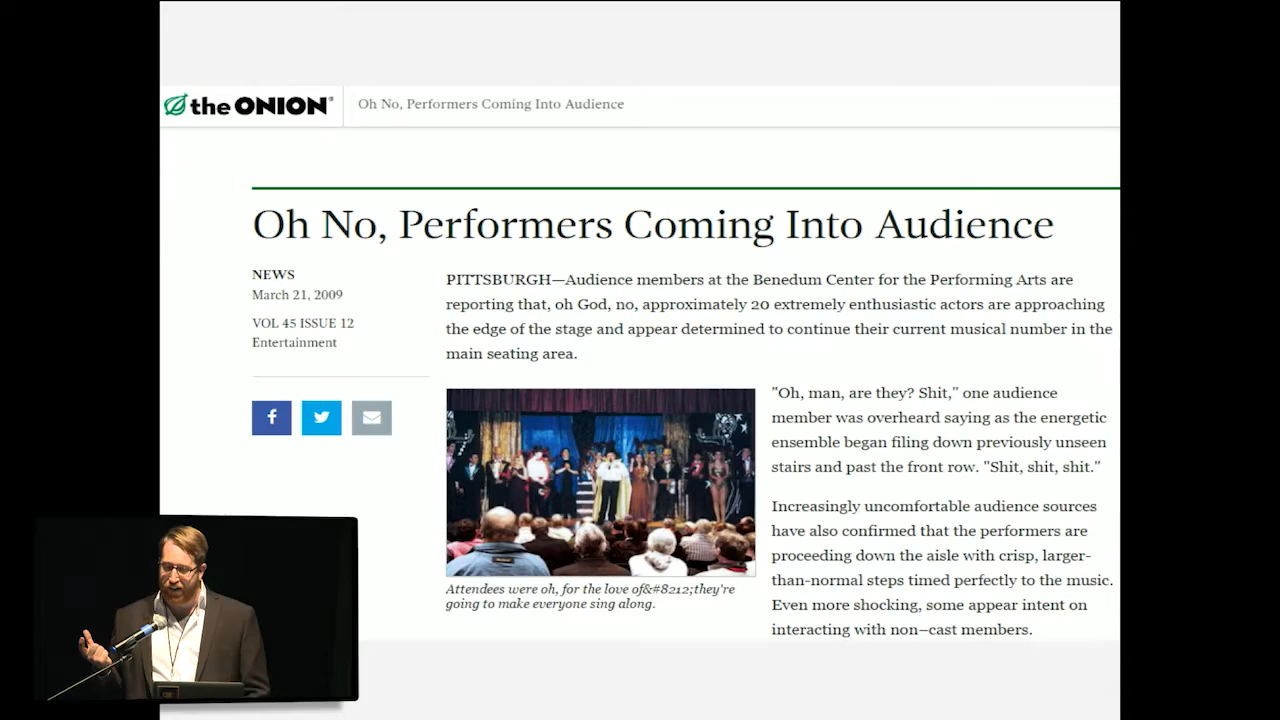 the ONION®
Oh No, Performers Coming Into Audience
Oh No, Performers Coming Into Audience
NEWS
March 21, 2009
VOL 45 ISSUE 12
Entertainment
PITTSBURGH—Audience members at the Benedum Center for the Performing Arts are
reporting that, oh God, no, approximately 20 extremely enthusiastic actors are approaching
the edge of the stage and appear determined to continue their current musical number in the
main seating area.
"Oh, man, are they? Shit," one audience
member was overheard saying as the energetic
ensemble began filing down previously unseen
stairs and past the front row. "Shit, shit, shit."
Increasingly uncomfortable audience sources
have also confirmed that the performers are
proceeding down the aisle with crisp, larger-
than-normal steps timed perfectly to the music.
Even more shocking, some appear intent on
interacting with non–cast members.
Attendees were oh, for the love of&#8212;they're
going to make everyone sing along.